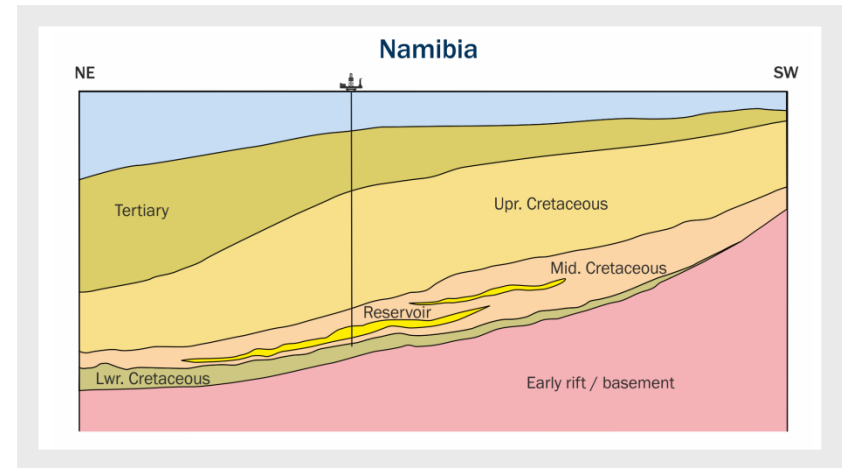 Namibia
NE
SW
Tertiary
Upr. Cretaceous
Mid. Cretaceous
Reservoir
Lwr. Cretaceous
Early rift / basement